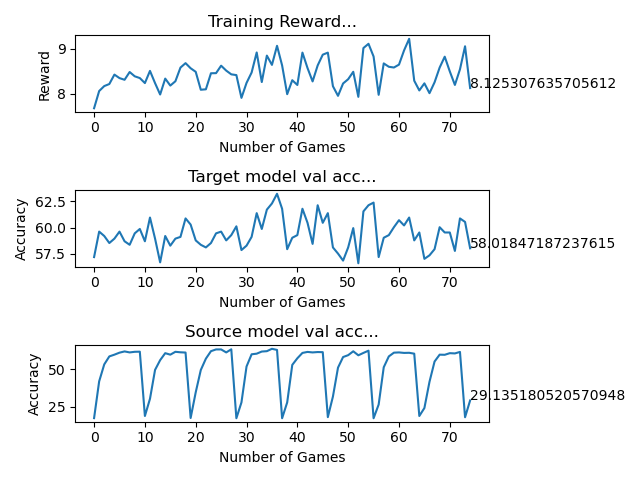 Training Reward...
9
8
Reward
8.125307635705612
0 10 20 30 40 50 60 70
Number of Games
Target model val acc...
62.5
60.0
57.5
Accuracy
58.01847187237615
0 10 20 30 40 50 60 70
Number of Games
Source model val acc...
50
25
Accuracy
29.135180520570948
0 10 20 30 40 50 60 70
Number of Games